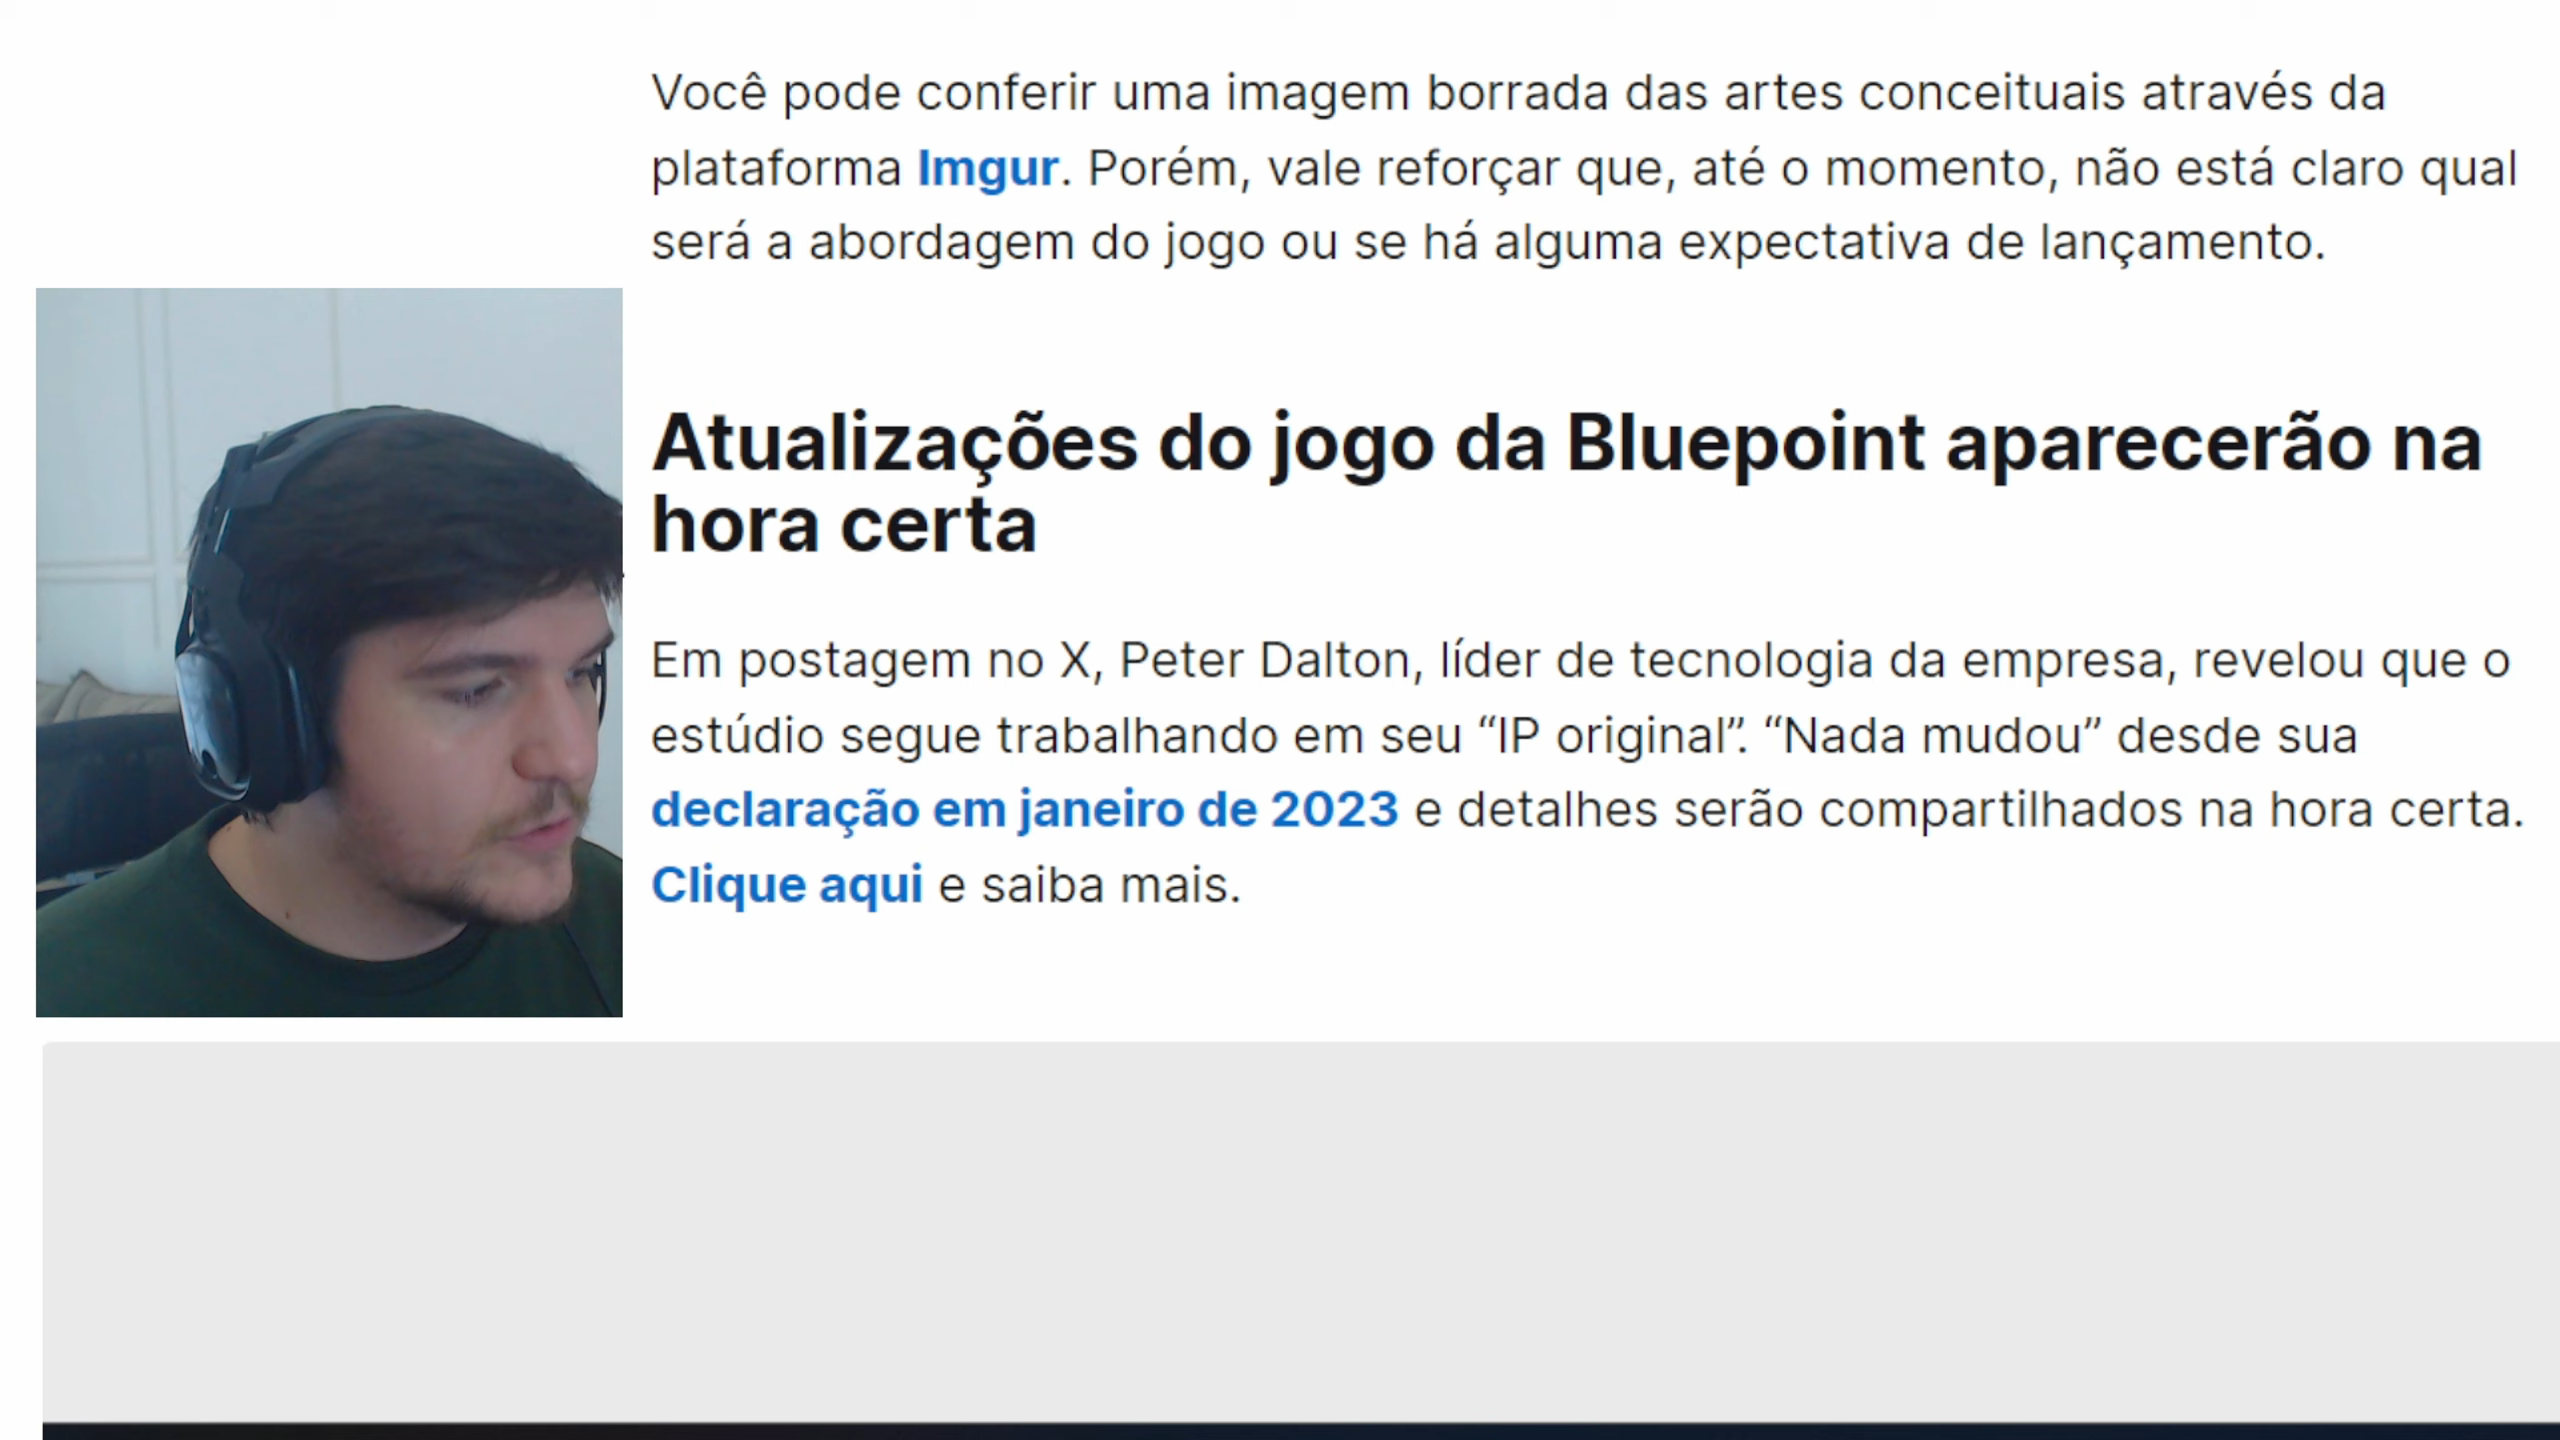 Você pode conferir uma imagem borrada das artes conceituais através da
plataforma Imgur. Porém, vale reforçar que, até o momento, não está claro qual
será a abordagem do jogo ou se há alguma expectativa de lançamento.
Atualizações do jogo da Bluepoint aparecerão na
hora certa
Em postagem no X, Peter Dalton, líder de tecnologia da empresa, revelou que o
estúdio segue trabalhando em seu “IP original”. “Nada mudou” desde sua
declaração em janeiro de 2023 e detalhes serão compartilhados na hora certa.
Clique aqui e saiba mais.